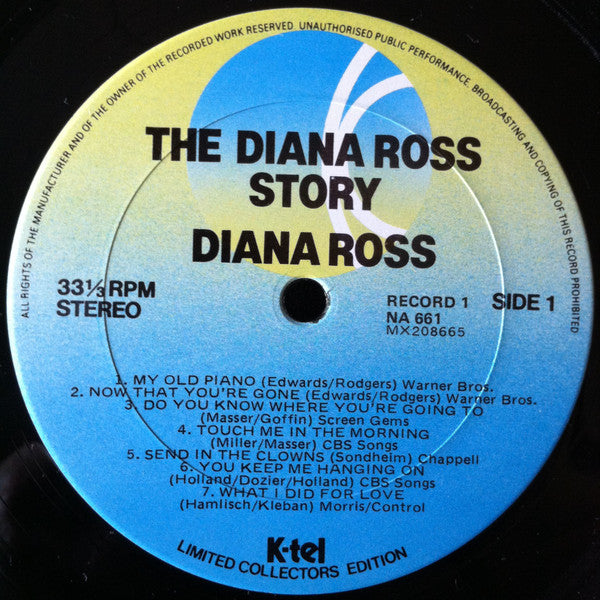 ALL RIGHTS OF THE MANUFACTURER AND OF THE OWNER OF THE RECORDED WORK RESERVED. UNAUTHORISED PUBLIC PERFORMANCE, BROADCASTING AND COPYING OF THIS RECORD PROHIBITED
THE DIANA ROSS
STORY
DIANA ROSS
33⅓ RPM
STEREO
RECORD 1 SIDE 1
NA 661
MX208665
1. MY OLD PIANO (Edwards/Rodgers) Warner Bros.
2. NOW THAT YOU'RE GONE (Edwards/Rodgers) Warner Bros.
3. DO YOU KNOW WHERE YOU'RE GOING TO
(Masser/Goffin) Screen Gems
4. TOUCH ME IN THE MORNING
(Miller/Masser) CBS Songs
5. SEND IN THE CLOWNS (Sondheim) Chappell
6. YOU KEEP ME HANGING ON
(Holland/Dozier/Holland) CBS Songs
7. WHAT I DID FOR LOVE
(Hamlisch/Kleban) Morris/Control
K-tel
LIMITED COLLECTORS EDITION